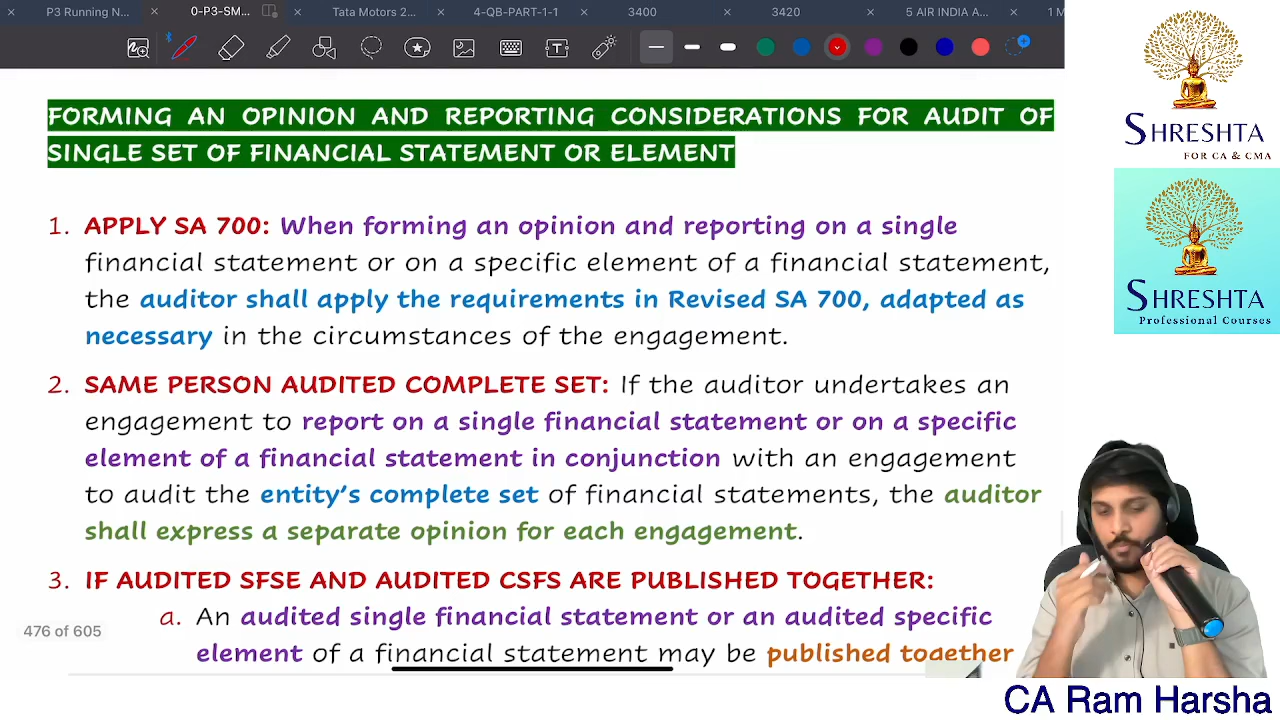 P3 Running N...
0-P3-SM...
Tata Motors 2...
4-QB-PART-1-1
3400
3420
5 AIR INDIA A...
1 M
FORMING AN OPINION AND REPORTING CONSIDERATIONS FOR AUDIT OF
SINGLE SET OF FINANCIAL STATEMENT OR ELEMENT
1. APPLY SA 700: When forming an opinion and reporting on a single
financial statement or on a specific element of a financial statement,
the auditor shall apply the requirements in Revised SA 700, adapted as
necessary in the circumstances of the engagement.
2. SAME PERSON AUDITED COMPLETE SET: If the auditor undertakes an
engagement to report on a single financial statement or on a specific
element of a financial statement in conjunction with an engagement
to audit the entity's complete set of financial statements, the auditor
shall express a separate opinion for each engagement.
3. IF AUDITED SFSE AND AUDITED CSFS ARE PUBLISHED TOGETHER:
a. An audited single financial statement or an audited specific
element of a financial statement may be published together
476 of 605
SHRESHTA
FOR CA & CMA
SHRESHTA
Professional Courses
CA Ram Harsha